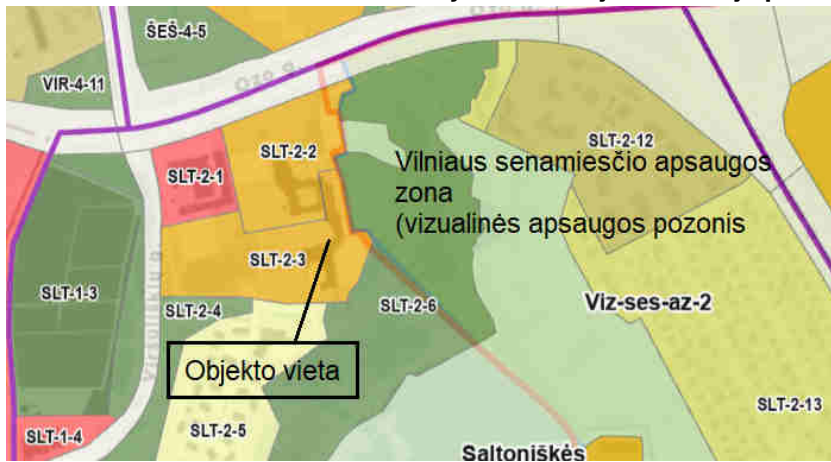 ŠEŠ-4-5
Ozo g.
VIR-4-11
SLT-2-2
SLT-2-12
SLT-2-1
Vilniaus senamiesčio apsaugos
zona
(vizualinės apsaugos pozonis
SLT-2-3
SLT-1-3
SLT-2-4
SLT-2-6
Viz-ses-az-2
Viršuliškių g.
Objekto vieta
SLT-2-13
SLT-1-4
SLT-2-5
Saltoniškės